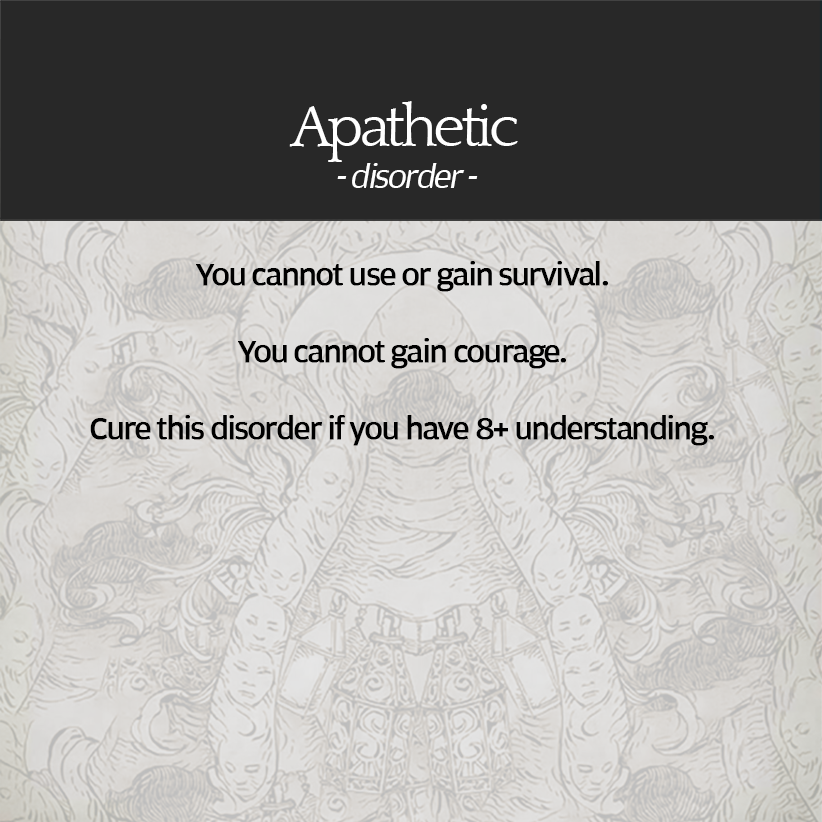 Apathetic
- disorder -
You cannot use or gain survival.
You cannot gain courage.
Cure this disorder if you have 8+ understanding.